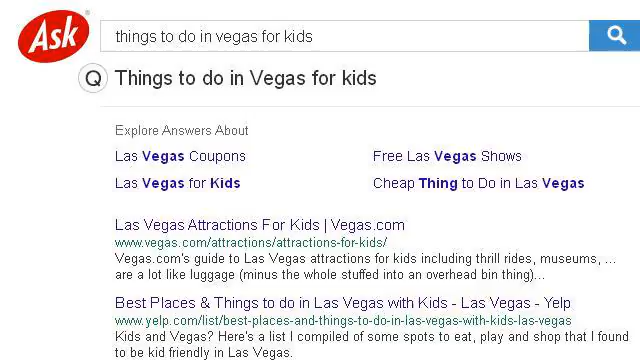 Ask®
things to do in vegas for kids
Q Things to do in Vegas for kids
Explore Answers About
Las Vegas Coupons
Free Las Vegas Shows
Las Vegas for Kids
Cheap Thing to Do in Las Vegas
Las Vegas Attractions For Kids | Vegas.com
www.vegas.com/attractions/attractions-for-kids/
Vegas.com's guide to Las Vegas attractions for kids including thrill rides, museums, ...
are a lot like luggage (minus the whole stuffed into an overhead bin thing)...
Best Places & Things to do in Las Vegas with Kids - Las Vegas - Yelp
www.yelp.com/list/best-places-and-things-to-do-in-las-vegas-with-kids-las-vegas
Kids and Vegas? Here's a list I compiled of some spots to eat, play and shop that I found
to be kid friendly in Las Vegas.